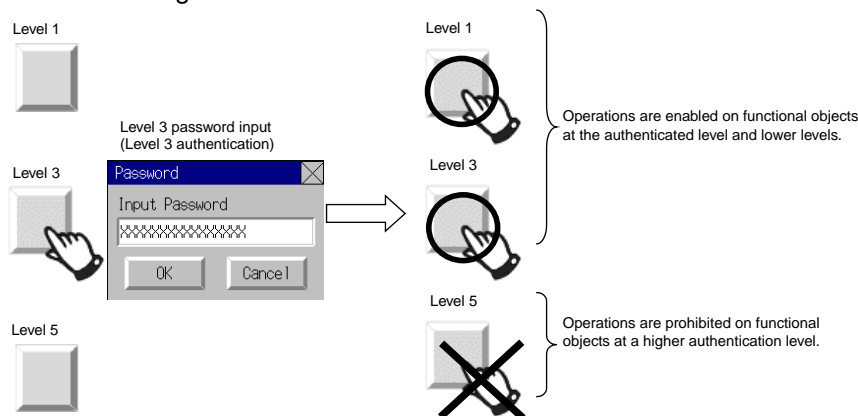 Level 1
Level 3
Level 5
Level 3 password input
(Level 3 authentication)
Password
Input Password
XXXXXXXXXXXXXX
OK
Cancel
Level 1
Level 3
Level 5
Operations are enabled on functional objects
at the authenticated level and lower levels.
Operations are prohibited on functional
objects at a higher authentication level.